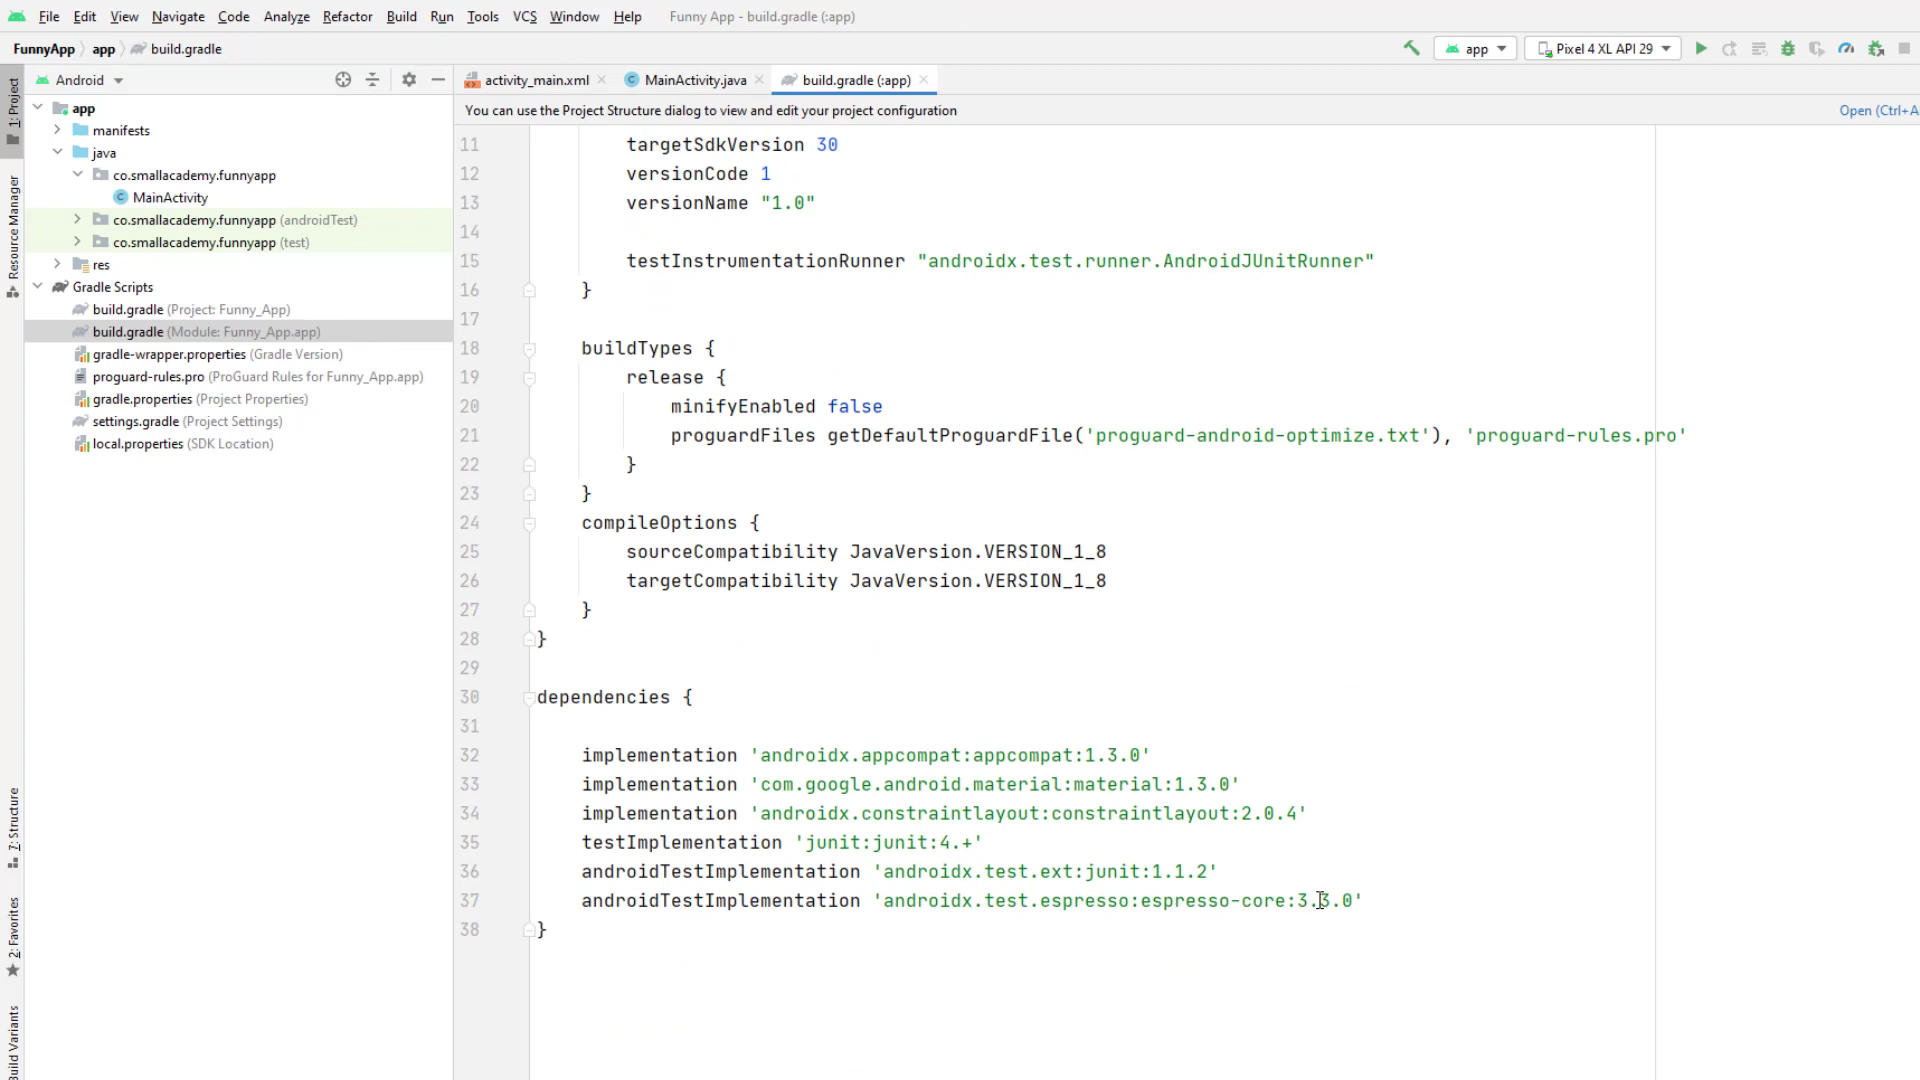 File Edit View Navigate Code Analyze Refactor Build Run Tools VCS Window Help Funny App - build.gradle (:app)
FunnyApp app build.gradle
app Pixel 4 XL API 29
1: Project
Resource Manager
7: Structure
2: Favorites
Build Variants
Android
app
manifests
java
co.smallacademy.funnyapp
MainActivity
co.smallacademy.funnyapp (androidTest)
co.smallacademy.funnyapp (test)
res
Gradle Scripts
build.gradle (Project: Funny_App)
build.gradle (Module: Funny_App.app)
gradle-wrapper.properties (Gradle Version)
proguard-rules.pro (ProGuard Rules for Funny_App.app)
gradle.properties (Project Properties)
settings.gradle (Project Settings)
local.properties (SDK Location)
activity_main.xml MainActivity.java build.gradle (:app)
You can use the Project Structure dialog to view and edit your project configuration Open (Ctrl+A
11 targetSdkVersion 30
12 versionCode 1
13 versionName "1.0"
14
15 testInstrumentationRunner "androidx.test.runner.AndroidJUnitRunner"
16 }
17
18 buildTypes {
19 release {
20 minifyEnabled false
21 proguardFiles getDefaultProguardFile('proguard-android-optimize.txt'), 'proguard-rules.pro'
22 }
23 }
24 compileOptions {
25 sourceCompatibility JavaVersion.VERSION_1_8
26 targetCompatibility JavaVersion.VERSION_1_8
27 }
28 }
29
30 dependencies {
31
32 implementation 'androidx.appcompat:appcompat:1.3.0'
33 implementation 'com.google.android.material:material:1.3.0'
34 implementation 'androidx.constraintlayout:constraintlayout:2.0.4'
35 testImplementation 'junit:junit:4.+'
36 androidTestImplementation 'androidx.test.ext:junit:1.1.2'
37 androidTestImplementation 'androidx.test.espresso:espresso-core:3.3.0'
38 }